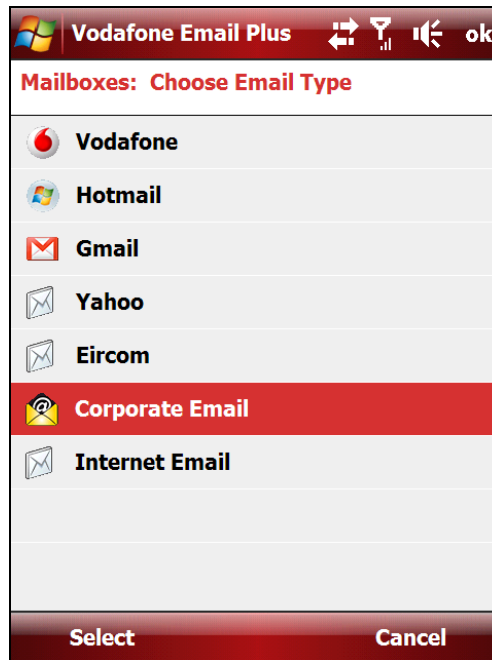 Vodafone Email Plus ok
Mailboxes: Choose Email Type
Vodafone
Hotmail
Gmail
Yahoo
Eircom
Corporate Email
Internet Email
Select Cancel